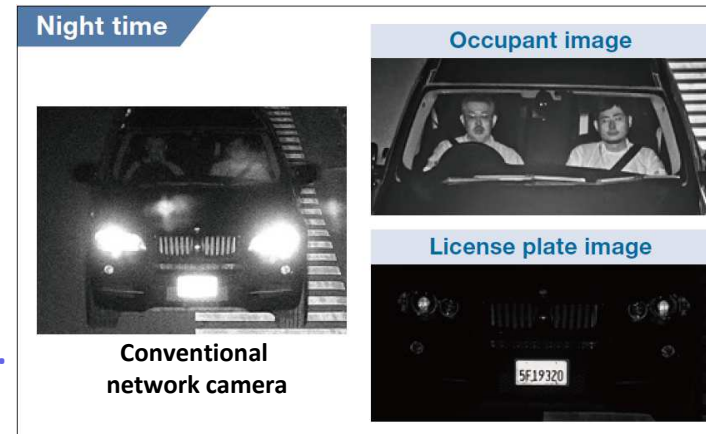 Night time
Conventional
network camera
Occupant image
License plate image
5F19320